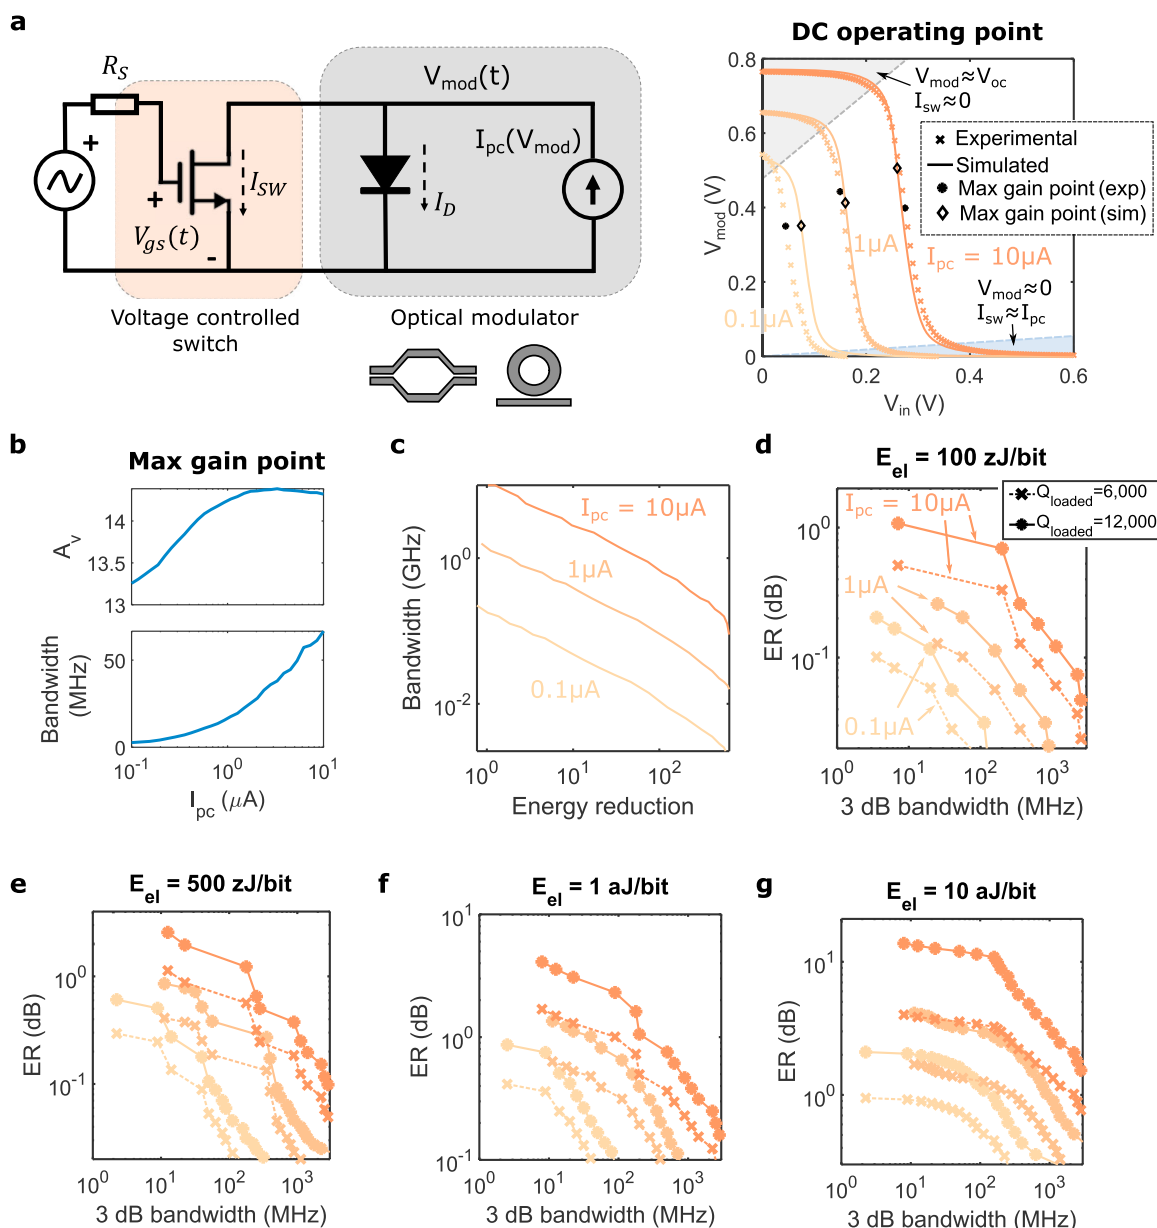 a
R_S
+
+
V_gs(t)
-
I_SW
V_mod(t)
I_pc(V_mod)
I_D
Voltage controlled
switch
Optical modulator
DC operating point
V_mod (V)
0.8
0.6
0.4
0.2
0
0
0.2
0.4
0.6
V_in (V)
V_mod≈V_oc
I_sw≈0
Experimental
Simulated
Max gain point (exp)
Max gain point (sim)
0.1μA
1μA
I_pc = 10μA
V_mod≈0
I_sw≈I_pc
b
Max gain point
A_v
14
13.5
13
Bandwidth
(MHz)
50
0
10^-1
10^0
10^1
I_pc (μA)
c
Bandwidth (GHz)
10^0
10^-2
I_pc = 10μA
1μA
0.1μA
10^0
10^1
10^2
Energy reduction
d
E_el = 100 zJ/bit
Q_loaded=6,000
Q_loaded=12,000
I_pc = 10μA
1μA
0.1μA
ER (dB)
10^0
10^-1
10^0
10^1
10^2
10^3
3 dB bandwidth (MHz)
e
E_el = 500 zJ/bit
ER (dB)
10^0
10^-1
10^0
10^1
10^2
10^3
3 dB bandwidth (MHz)
f
E_el = 1 aJ/bit
ER (dB)
10^1
10^0
10^-1
10^0
10^1
10^2
10^3
3 dB bandwidth (MHz)
g
E_el = 10 aJ/bit
ER (dB)
10^1
10^0
10^0
10^1
10^2
10^3
3 dB bandwidth (MHz)